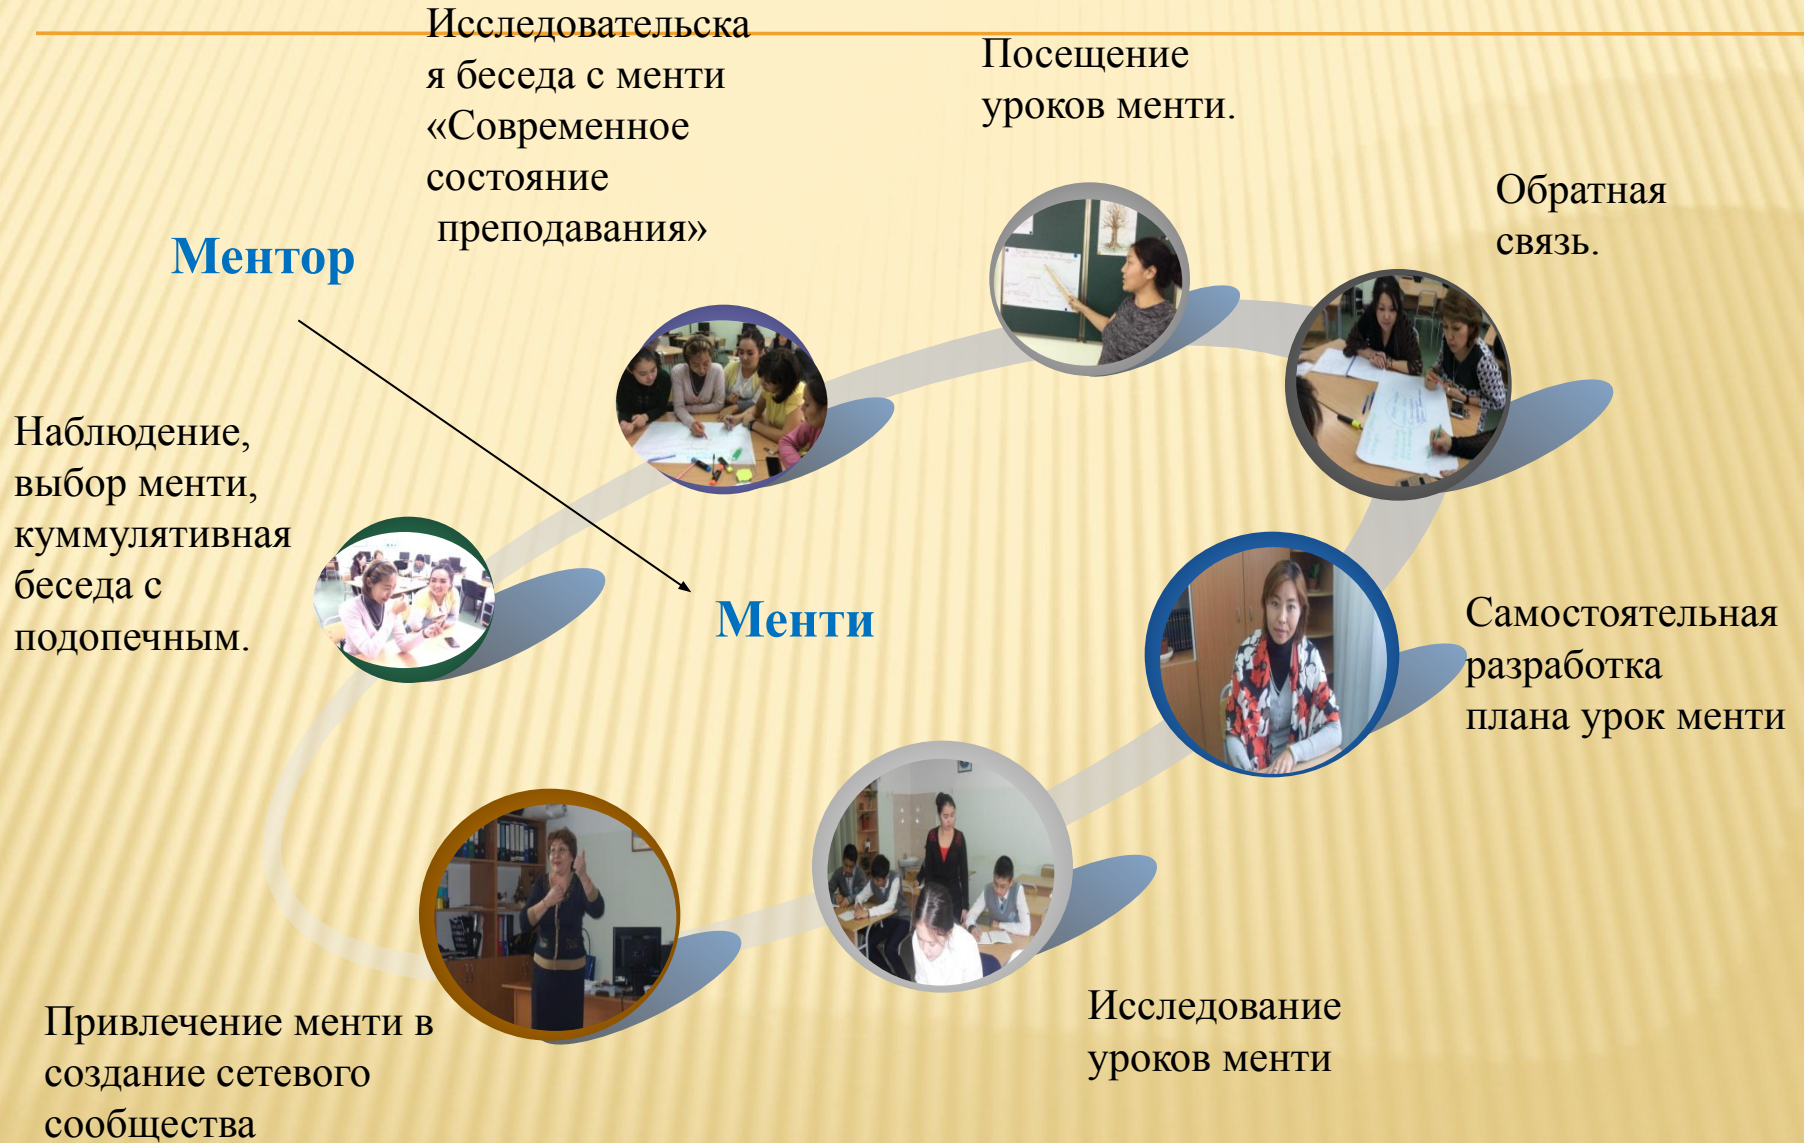 Исследовательска
я беседа с менти
«Современное
состояние
преподавания»
Посещение
уроков менти.
Обратная
связь.
Ментор
Наблюдение,
выбор менти,
куммулятивная
беседа с
подопечным.
Менти
Самостоятельная
разработка
плана урок менти
Исследование
уроков менти
Привлечение менти в
создание сетевого
сообщества